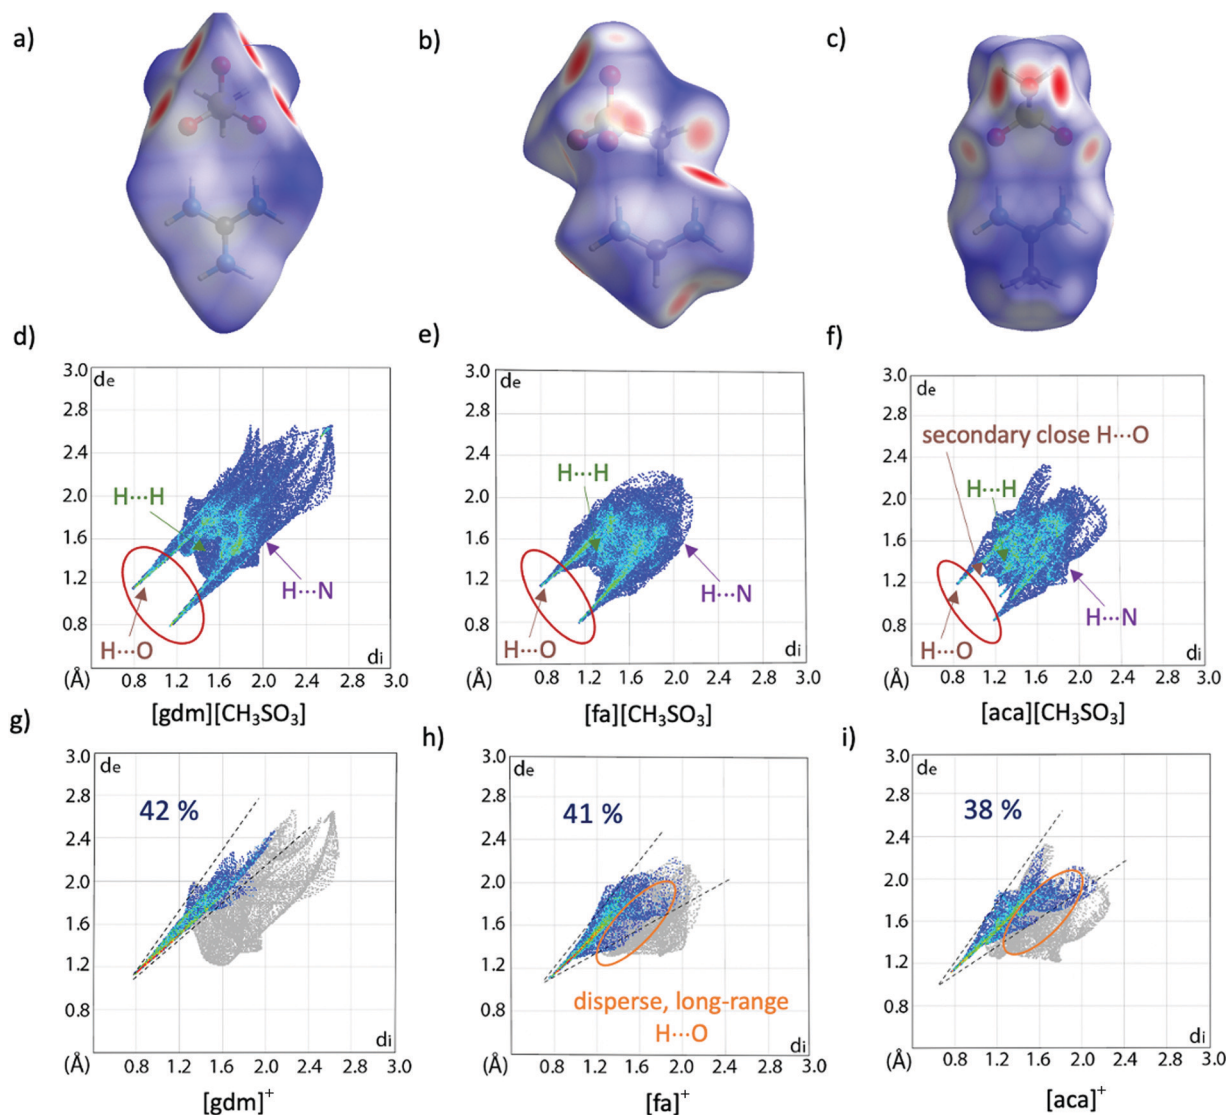 a)
b)
c)
d)
e)
f)
3.0
de
2.8
2.4
2.0
1.6
1.2
0.8
(Å)
H···H
H···N
H···O
di
0.8 1.2 1.6 2.0 2.4 2.8 3.0
[gdm][CH₃SO₃]
3.0
de
2.8
2.4
2.0
1.6
1.2
0.8
(Å)
H···H
H···N
H···O
di
0.8 1.2 1.6 2.0 2.4 2.8 3.0
[fa][CH₃SO₃]
3.0
de
2.8
2.4
2.0
1.6
1.2
0.8
(Å)
secondary close H···O
H···H
H···N
H···O
di
0.8 1.2 1.6 2.0 2.4 2.8 3.0
[aca][CH₃SO₃]
g)
h)
i)
3.0
de
2.8
2.4
2.0
1.6
1.2
0.8
(Å)
42 %
di
0.8 1.2 1.6 2.0 2.4 2.8 3.0
[gdm]⁺
3.0
de
2.8
2.4
2.0
1.6
1.2
0.8
(Å)
41 %
disperse, long-range
H···O
di
0.8 1.2 1.6 2.0 2.4 2.8 3.0
[fa]⁺
3.0
de
2.8
2.4
2.0
1.6
1.2
0.8
(Å)
38 %
di
0.8 1.2 1.6 2.0 2.4 2.8 3.0
[aca]⁺